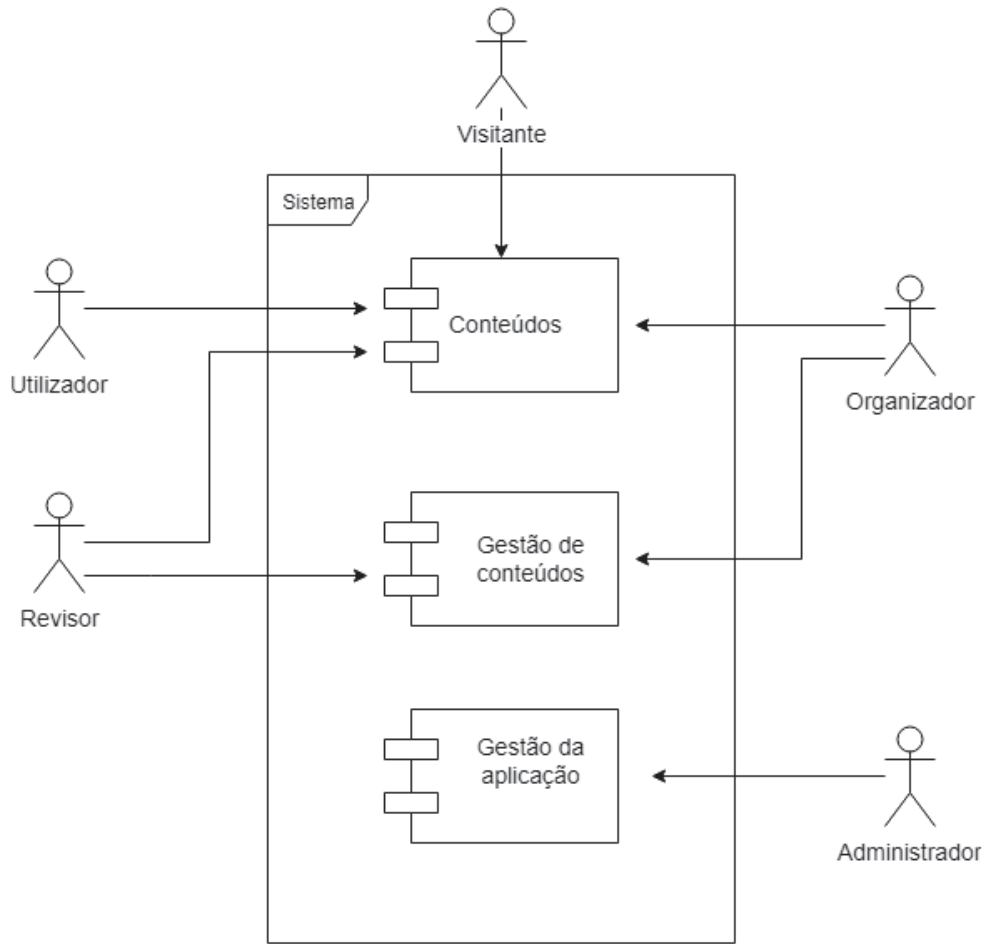 Visitante
Sistema
Utilizador
Conteúdos
Organizador
Revisor
Gestão de
conteúdos
Gestão da
aplicação
Administrador